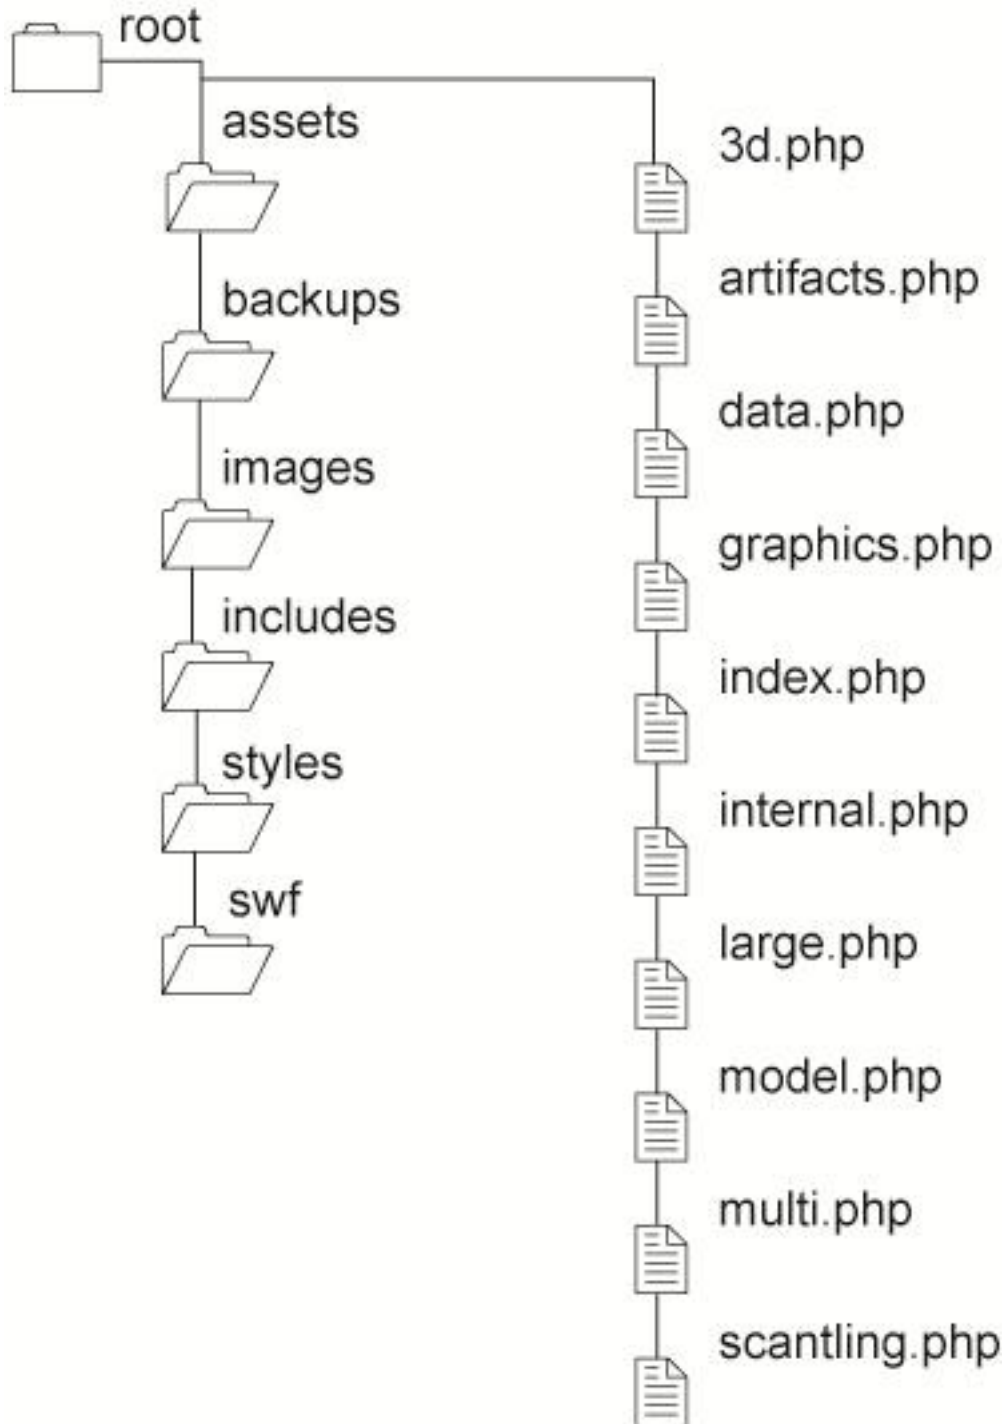 root
assets
backups
images
includes
styles
swf
3d.php
artifacts.php
data.php
graphics.php
index.php
internal.php
large.php
model.php
multi.php
scantling.php